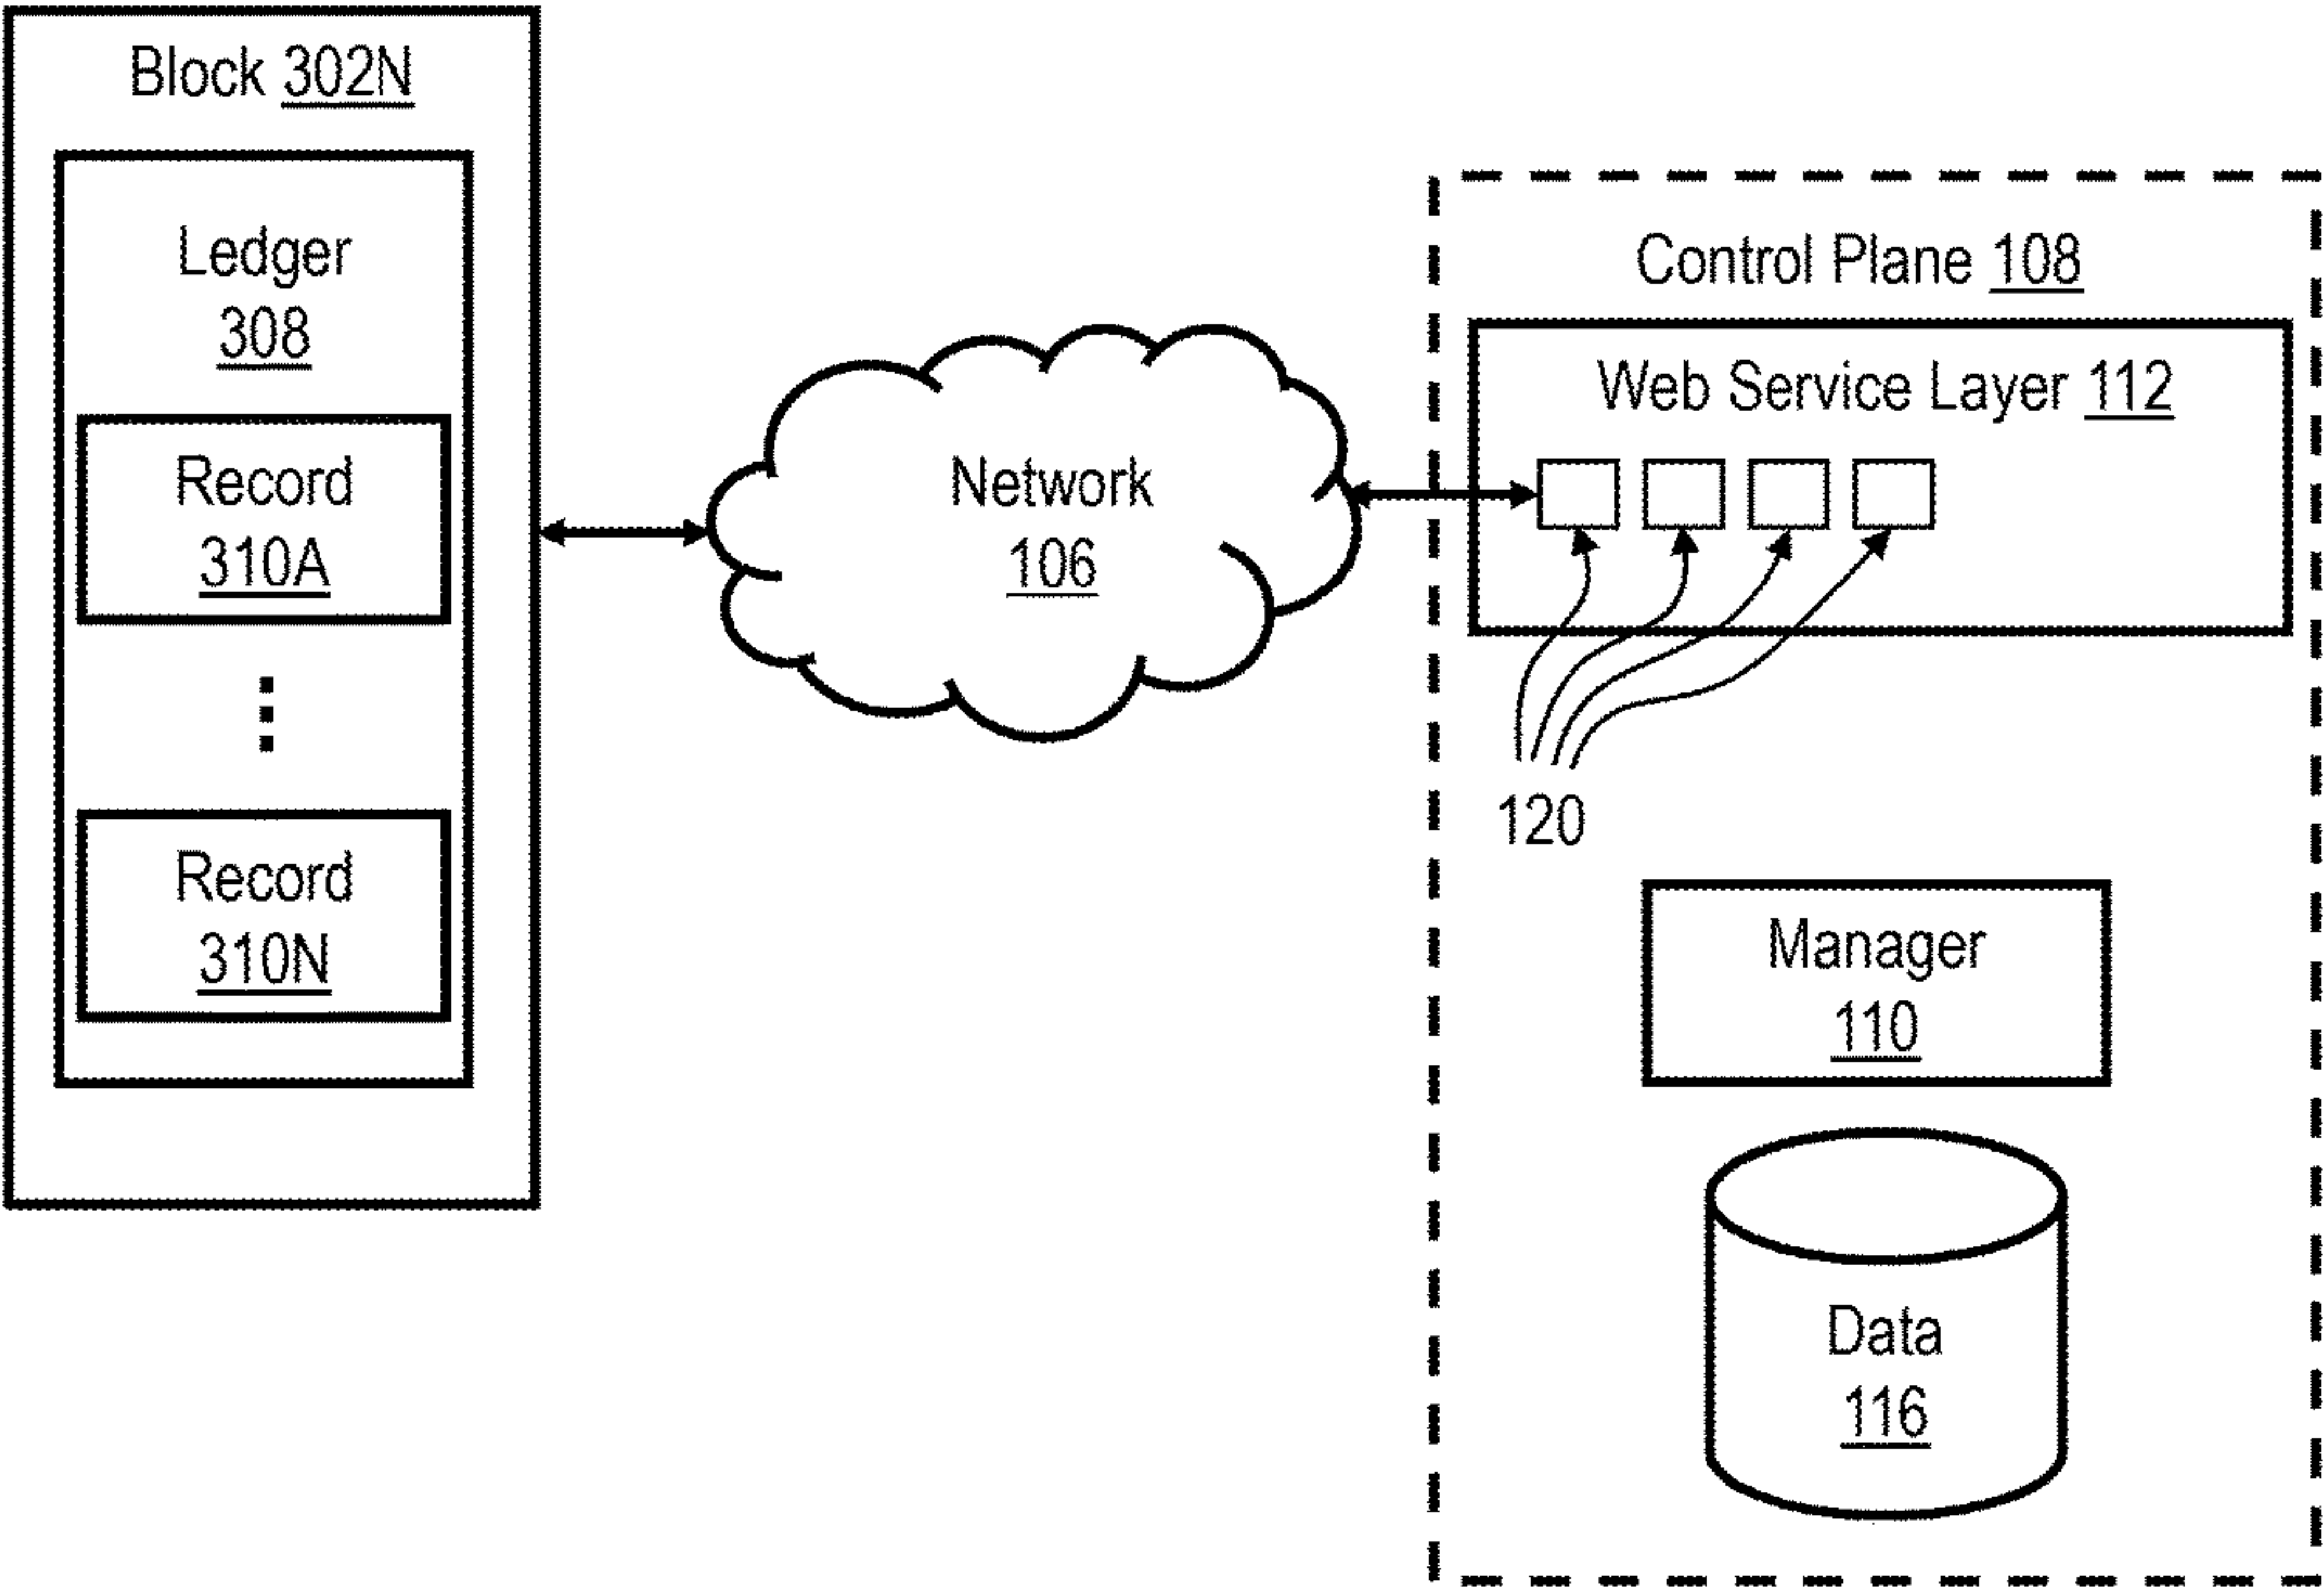 Block 302N
Ledger
308
Record
310A
Record
310N
Network
106
Control Plane 108
Web Service Layer 112
120
Manager
110
Data
116